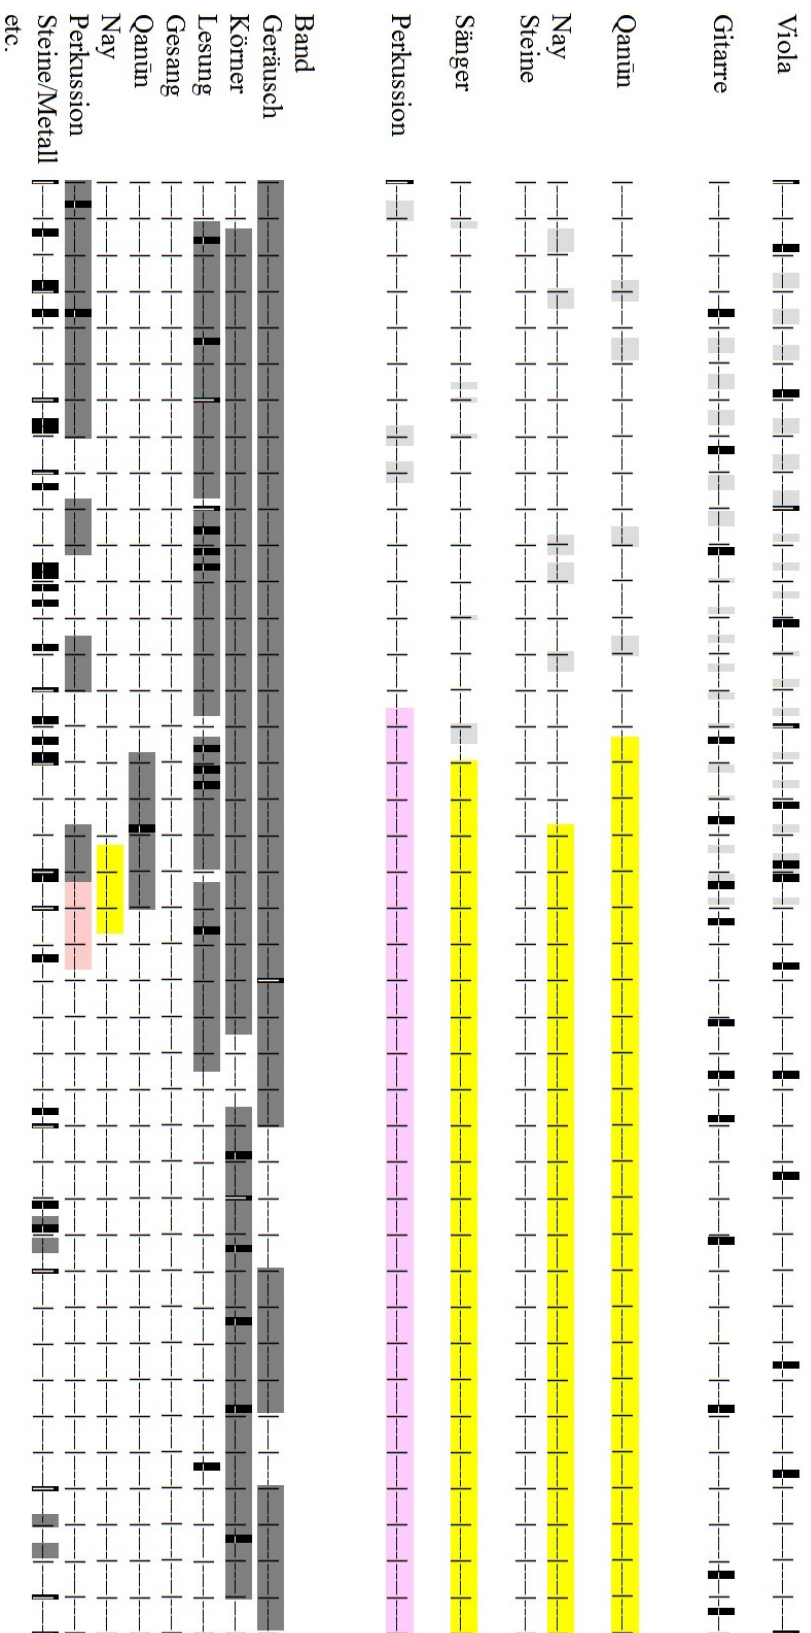 Viola
Gitarre
Qanūn
Nay
Steine
Sänger
Perkussion
Band
Geräusch
Körner
Lesung
Gesang
Qanūn
Nay
Perkussion
Steine/Metall
etc.